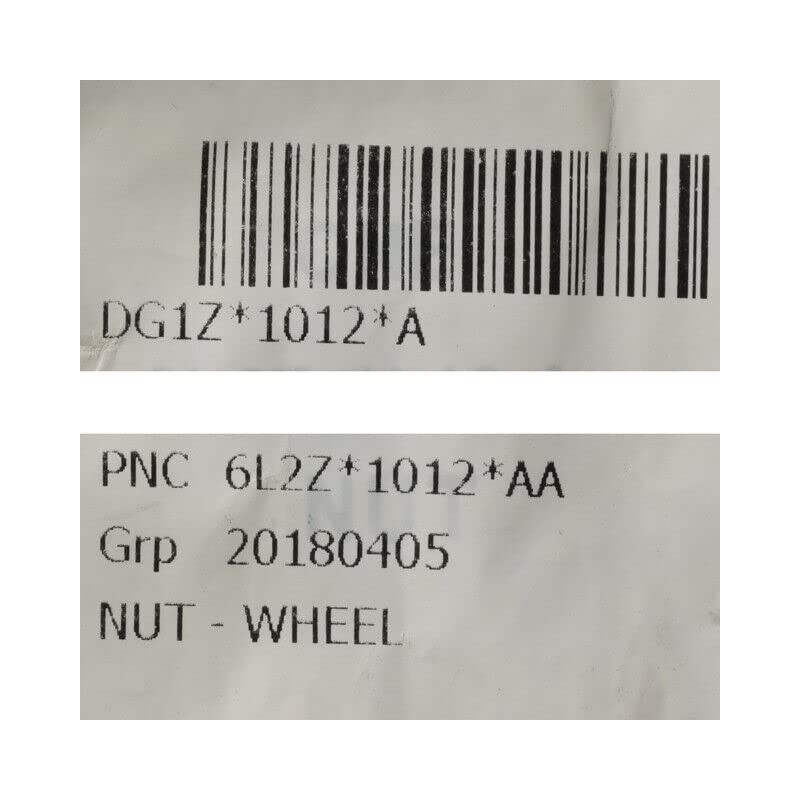 DG1Z*1012*A
PNC 6L2Z*1012*AA
Grp 20180405
NUT - WHEEL